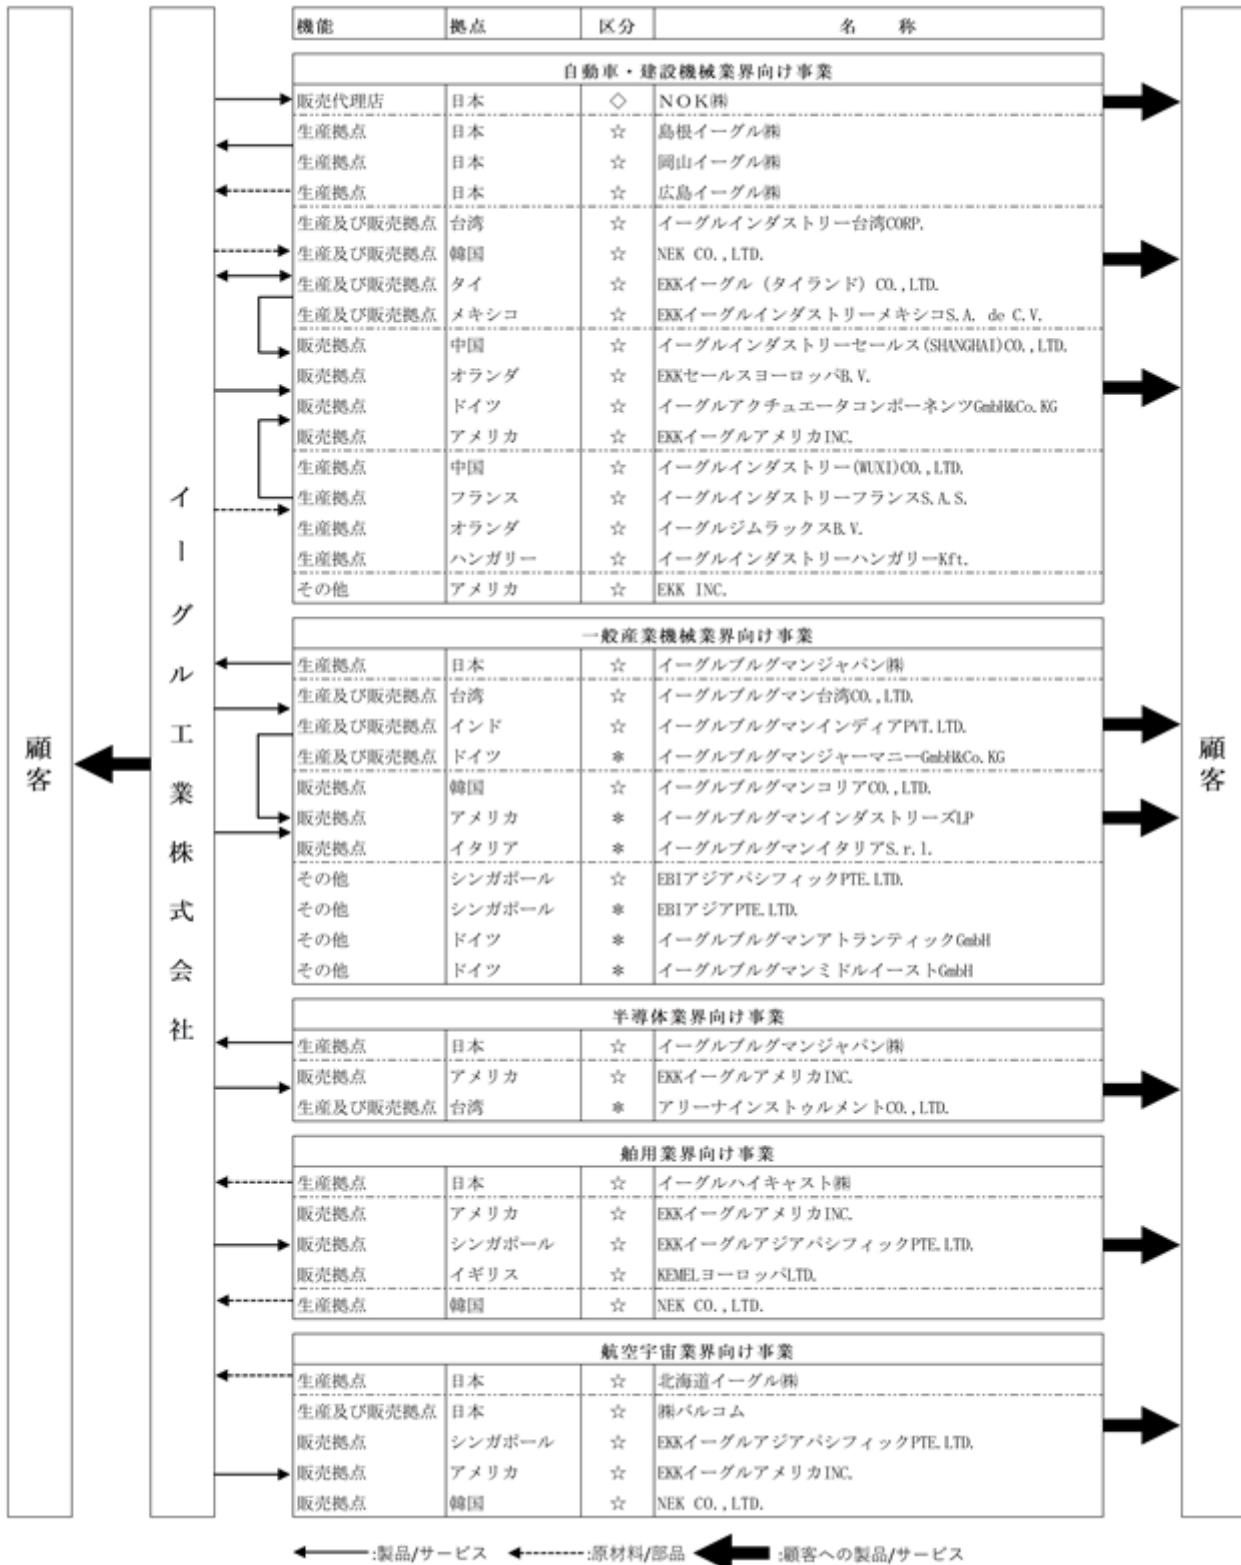 機能 拠点 区分 名 称
自動車・建設機械業界向け事業
販売代理店 日本 ◇ NOK㈱
生産拠点 日本 ☆ 島根イーグル㈱
生産拠点 日本 ☆ 岡山イーグル㈱
生産拠点 日本 ☆ 広島イーグル㈱
生産及び販売拠点 台湾 ☆ イーグルインダストリー台湾CORP.
生産及び販売拠点 韓国 ☆ NEK CO.,LTD.
生産及び販売拠点 タイ ☆ EKKイーグル(タイランド)CO.,LTD.
生産及び販売拠点 メキシコ ☆ EKKイーグルインダストリーメキシコS.A. de C.V.
販売拠点 中国 ☆ イーグルインダストリーセールス(SHANGHAI)CO.,LTD.
販売拠点 オランダ ☆ EKKセールスヨーロッパB.V.
販売拠点 ドイツ ☆ イーグルアクチュエータコンポーネンツGmbH&Co.KG
販売拠点 アメリカ ☆ EKKイーグルアメリカINC.
生産拠点 中国 ☆ イーグルインダストリー(WUXI)CO.,LTD.
生産拠点 フランス ☆ イーグルインダストリーフランスS.A.S.
生産拠点 オランダ ☆ イーグルジムラックスB.V.
生産拠点 ハンガリー ☆ イーグルインダストリーハンガリーKft.
その他 アメリカ ☆ EKK INC.
一般産業機械業界向け事業
生産拠点 日本 ☆ イーグルブルグマンジャパン㈱
生産及び販売拠点 台湾 ☆ イーグルブルグマン台湾CO.,LTD.
生産及び販売拠点 インド ☆ イーグルブルグマンインディアPVT.LTD.
生産及び販売拠点 ドイツ * イーグルブルグマンジャーマニーGmbH&Co.KG
販売拠点 韓国 ☆ イーグルブルグマンコリアCO.,LTD.
販売拠点 アメリカ * イーグルブルグマンインダストリーズLP
販売拠点 イタリア * イーグルブルグマンイタリアS.r.l.
その他 シンガポール ☆ EBIアジアパシフィックPTE.LTD.
その他 シンガポール * EBIアジアPTE.LTD.
その他 ドイツ * イーグルブルグマンアトランティックGmbH
その他 ドイツ * イーグルブルグマンミドルイーストGmbH
半導体業界向け事業
生産拠点 日本 ☆ イーグルブルグマンジャパン㈱
販売拠点 アメリカ ☆ EKKイーグルアメリカINC.
生産及び販売拠点 台湾 * アリーナインストゥルメントCO.,LTD.
舶用業界向け事業
生産拠点 日本 ☆ イーグルハイキャスト㈱
販売拠点 アメリカ ☆ EKKイーグルアメリカINC.
販売拠点 シンガポール ☆ EKKイーグルアジアパシフィックPTE.LTD.
販売拠点 イギリス ☆ KEMELヨーロッパLTD.
生産拠点 韓国 ☆ NEK CO.,LTD.
航空宇宙業界向け事業
生産拠点 日本 ☆ 北海道イーグル㈱
生産及び販売拠点 日本 ☆ ㈱バルコム
販売拠点 シンガポール ☆ EKKイーグルアジアパシフィックPTE.LTD.
販売拠点 アメリカ ☆ EKKイーグルアメリカINC.
販売拠点 韓国 ☆ NEK CO.,LTD.
顧客
イーグル工業株式会社
顧客
:製品/サービス :原材料/部品 :顧客への製品/サービス